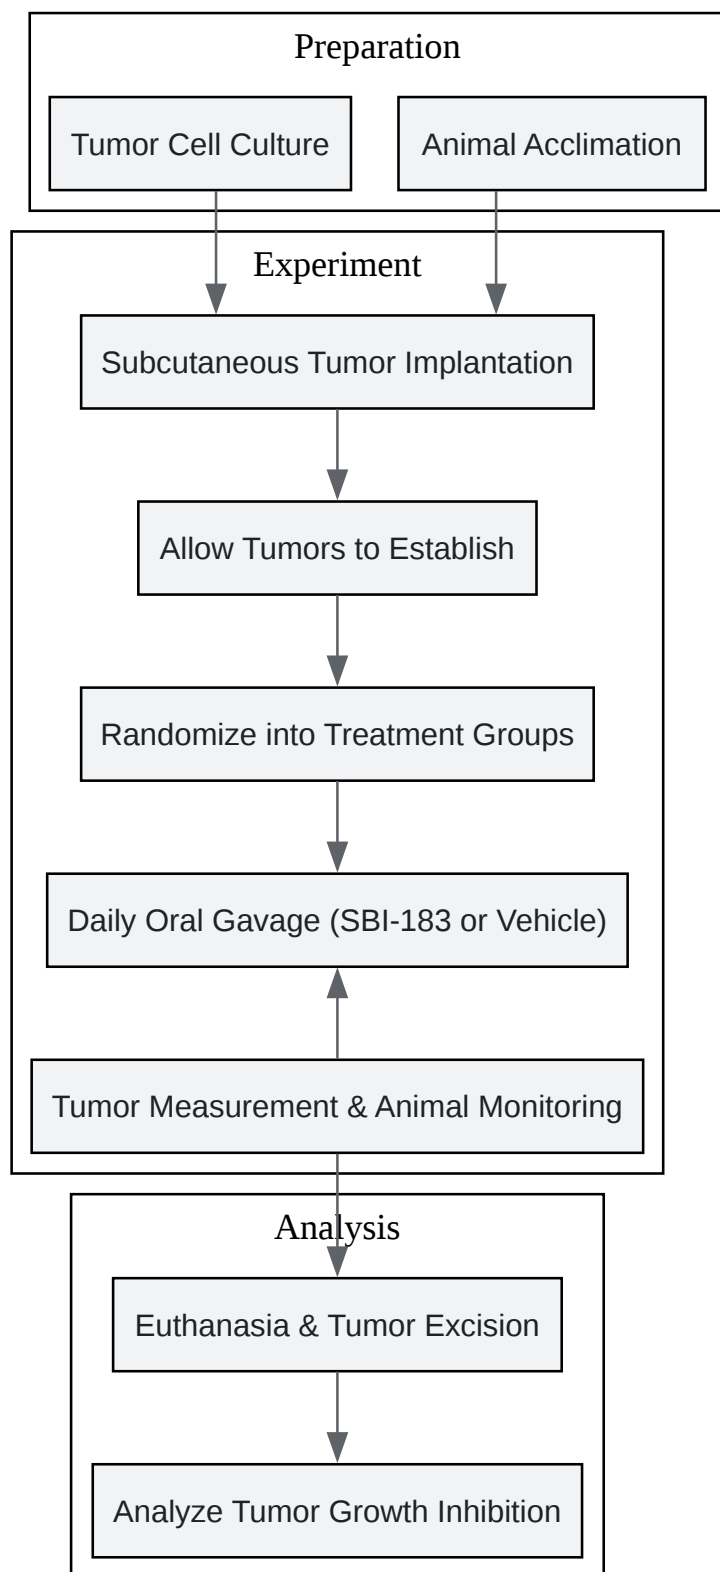 Preparation
Tumor Cell Culture
Animal Acclimation
Experiment
Subcutaneous Tumor Implantation
Allow Tumors to Establish
Randomize into Treatment Groups
Daily Oral Gavage (SBI-183 or Vehicle)
Tumor Measurement & Animal Monitoring
Analysis
Euthanasia & Tumor Excision
Analyze Tumor Growth Inhibition